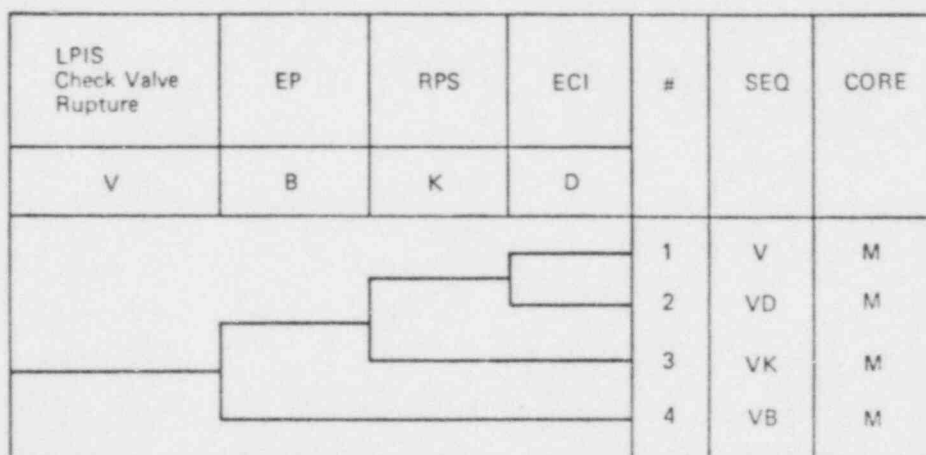 LPIS
Check Valve
Rupture
EP
RPS
ECI
#
SEQ
CORE
V
B
K
D
1 V M
2 VD M
3 VK M
4 VB M